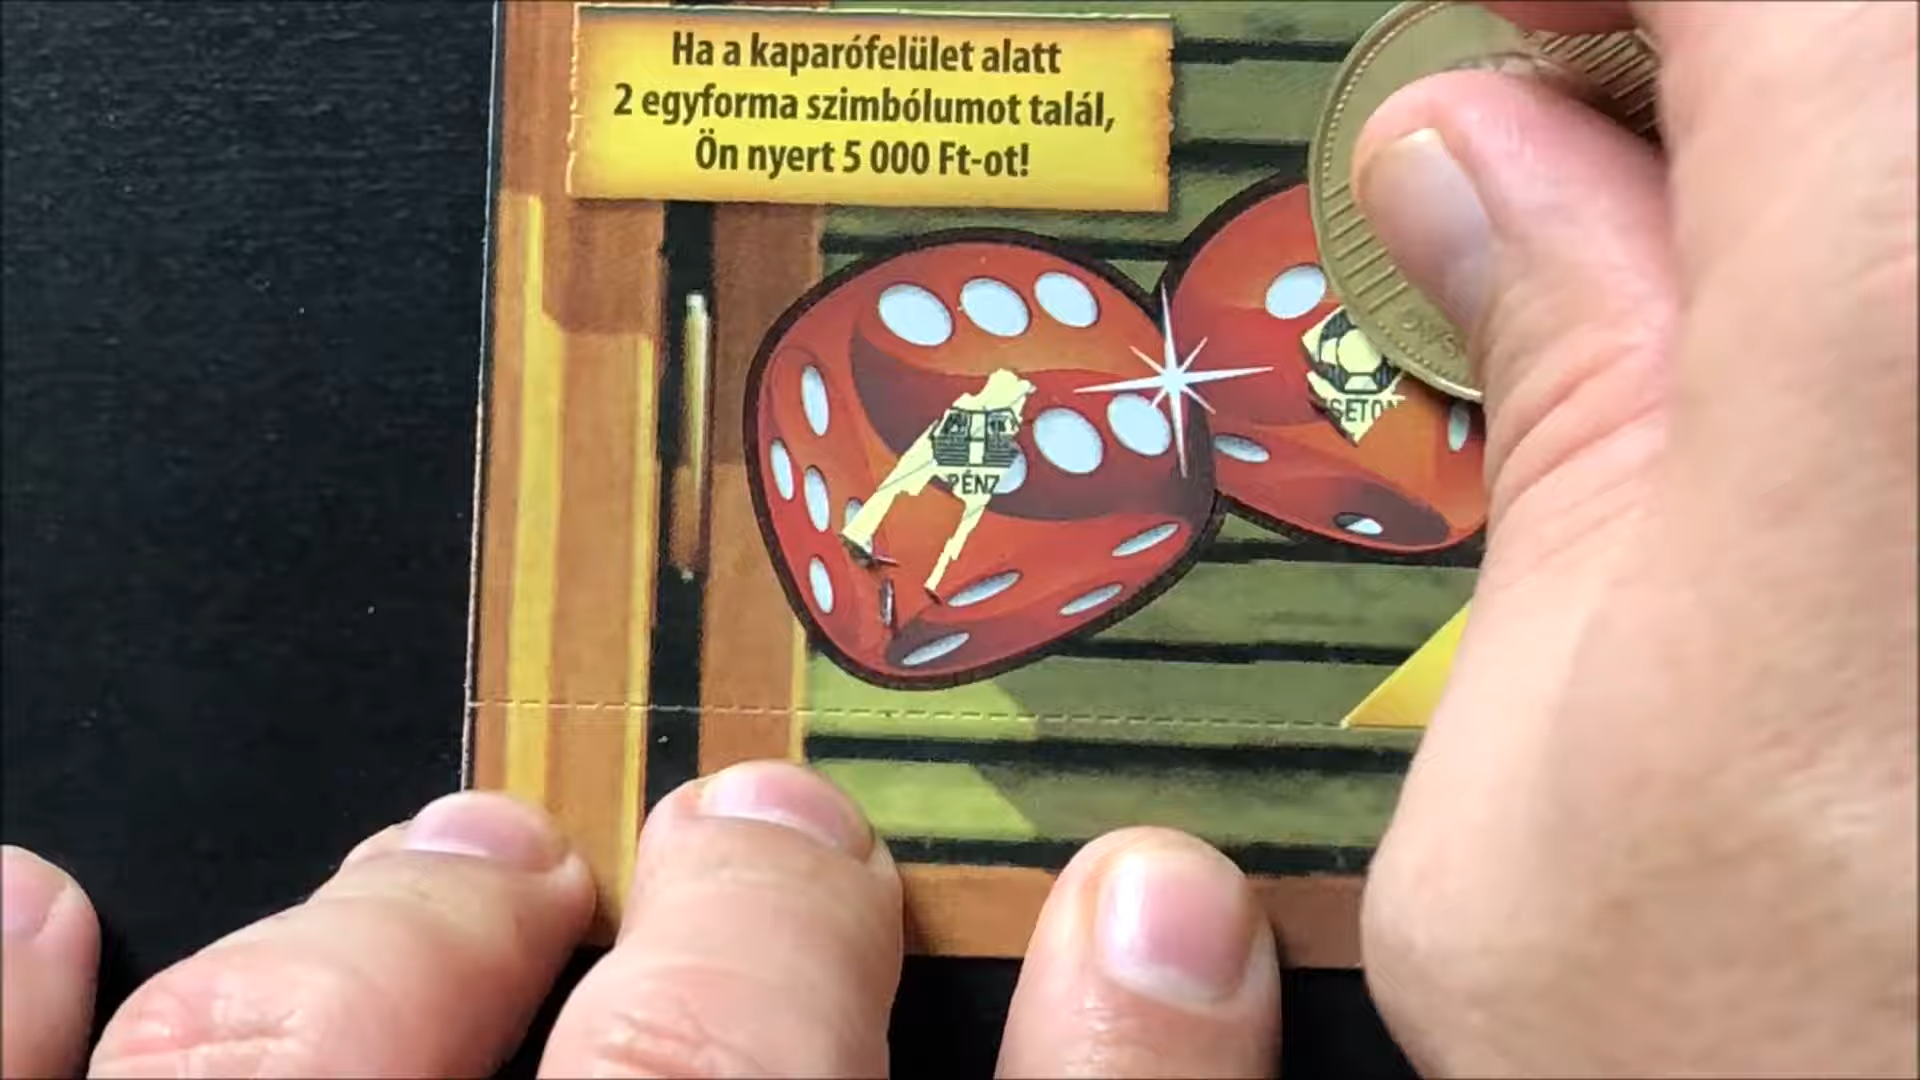 Ha a kaparófelület alatt
2 egyforma szimbólumot talál,
Ön nyert 5 000 Ft-ot!
PÉNZ